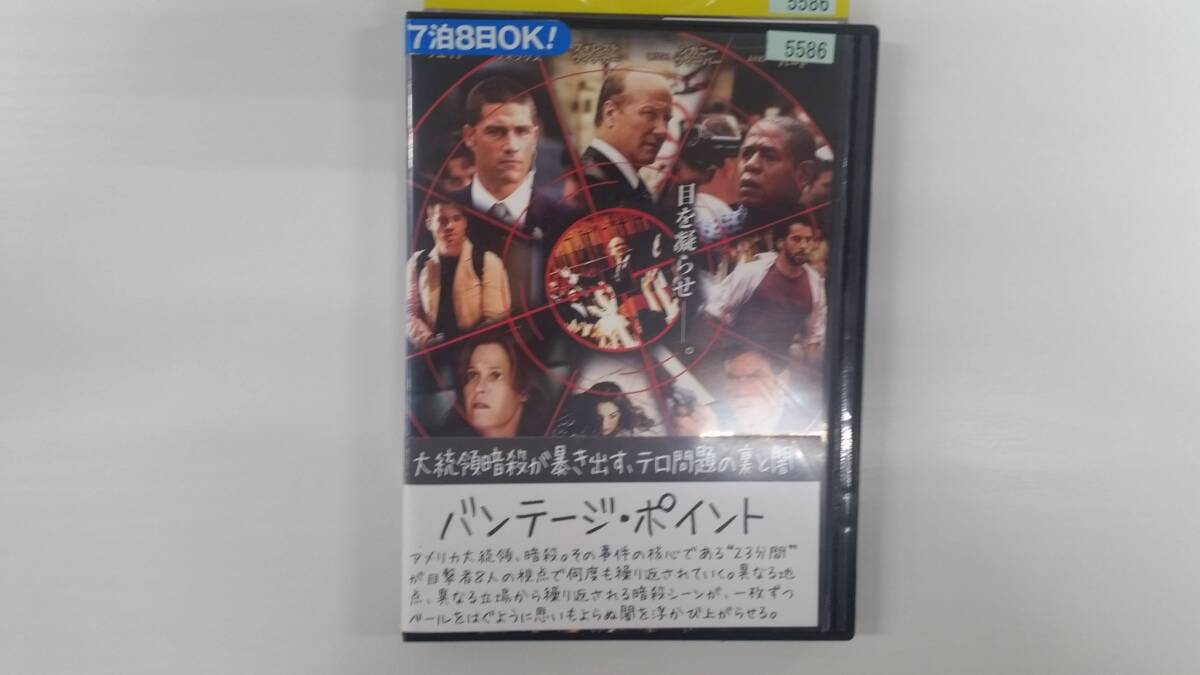 5586
7泊8日OK!
5586
フォレスト
目を凝らせ——。
大統領暗殺が暴き出す、テロ問題の裏と闇
バンテージ・ポイント
アメリカ大統領、暗殺。その事件の核心である"23分間"
が目撃者8人の視点で何度も繰り返されていく。異なる地
点、異なる立場から繰り返される暗殺シーンが、一枚ずつ
ベールをはぐように思いもよらぬ闇を浮かび上がらせる。